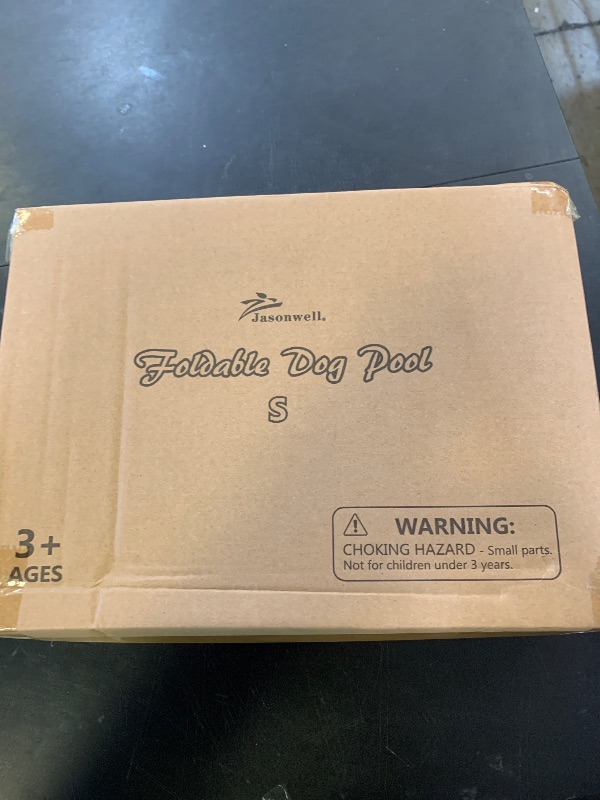 Jasonwell.
Foldable Dog Pool
S
3+
AGES
WARNING:
CHOKING HAZARD - Small parts.
Not for children under 3 years.